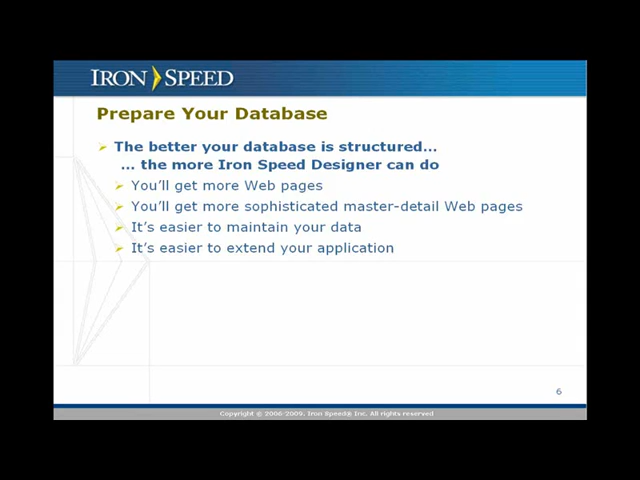 IRON SPEED
Prepare Your Database
The better your database is structured...
... the more Iron Speed Designer can do
You'll get more Web pages
You'll get more sophisticated master-detail Web pages
It's easier to maintain your data
It's easier to extend your application
6
Copyright © 2006-2009. Iron Speed® Inc. All rights reserved